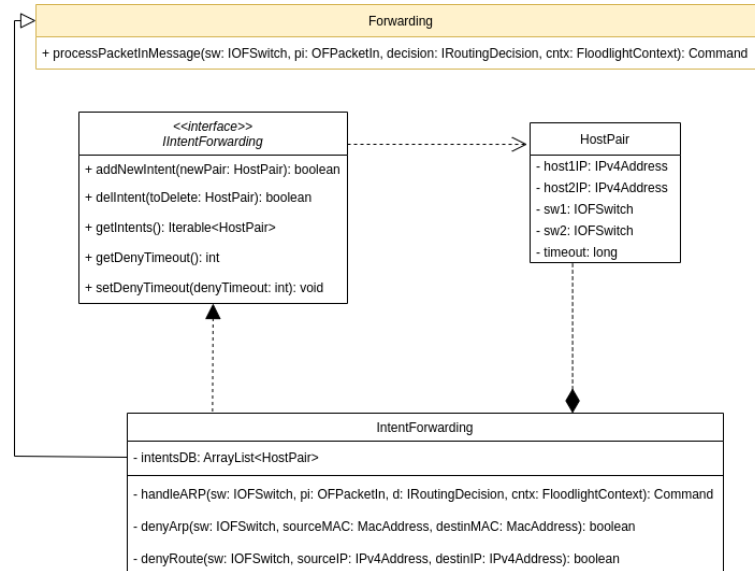 Forwarding
+ processPacketInMessage(sw: IOFSwitch, pi: OFPacketIn, decision: IRoutingDecision, cntx: FloodlightContext): Command
<<interface>>
IIntentForwarding
+ addNewIntent(newPair: HostPair): boolean
+ delIntent(toDelete: HostPair): boolean
+ getIntents(): Iterable<HostPair>
+ getDenyTimeout(): int
+ setDenyTimeout(denyTimeout: int): void
HostPair
- host1IP: IPv4Address
- host2IP: IPv4Address
- sw1: IOFSwitch
- sw2: IOFSwitch
- timeout: long
IntentForwarding
- intentsDB: ArrayList<HostPair>
- handleARP(sw: IOFSwitch, pi: OFPacketIn, d: IRoutingDecision, cntx: FloodlightContext): Command
- denyArp(sw: IOFSwitch, sourceMAC: MacAddress, destinMAC: MacAddress): boolean
- denyRoute(sw: IOFSwitch, sourceIP: IPv4Address, destinIP: IPv4Address): boolean